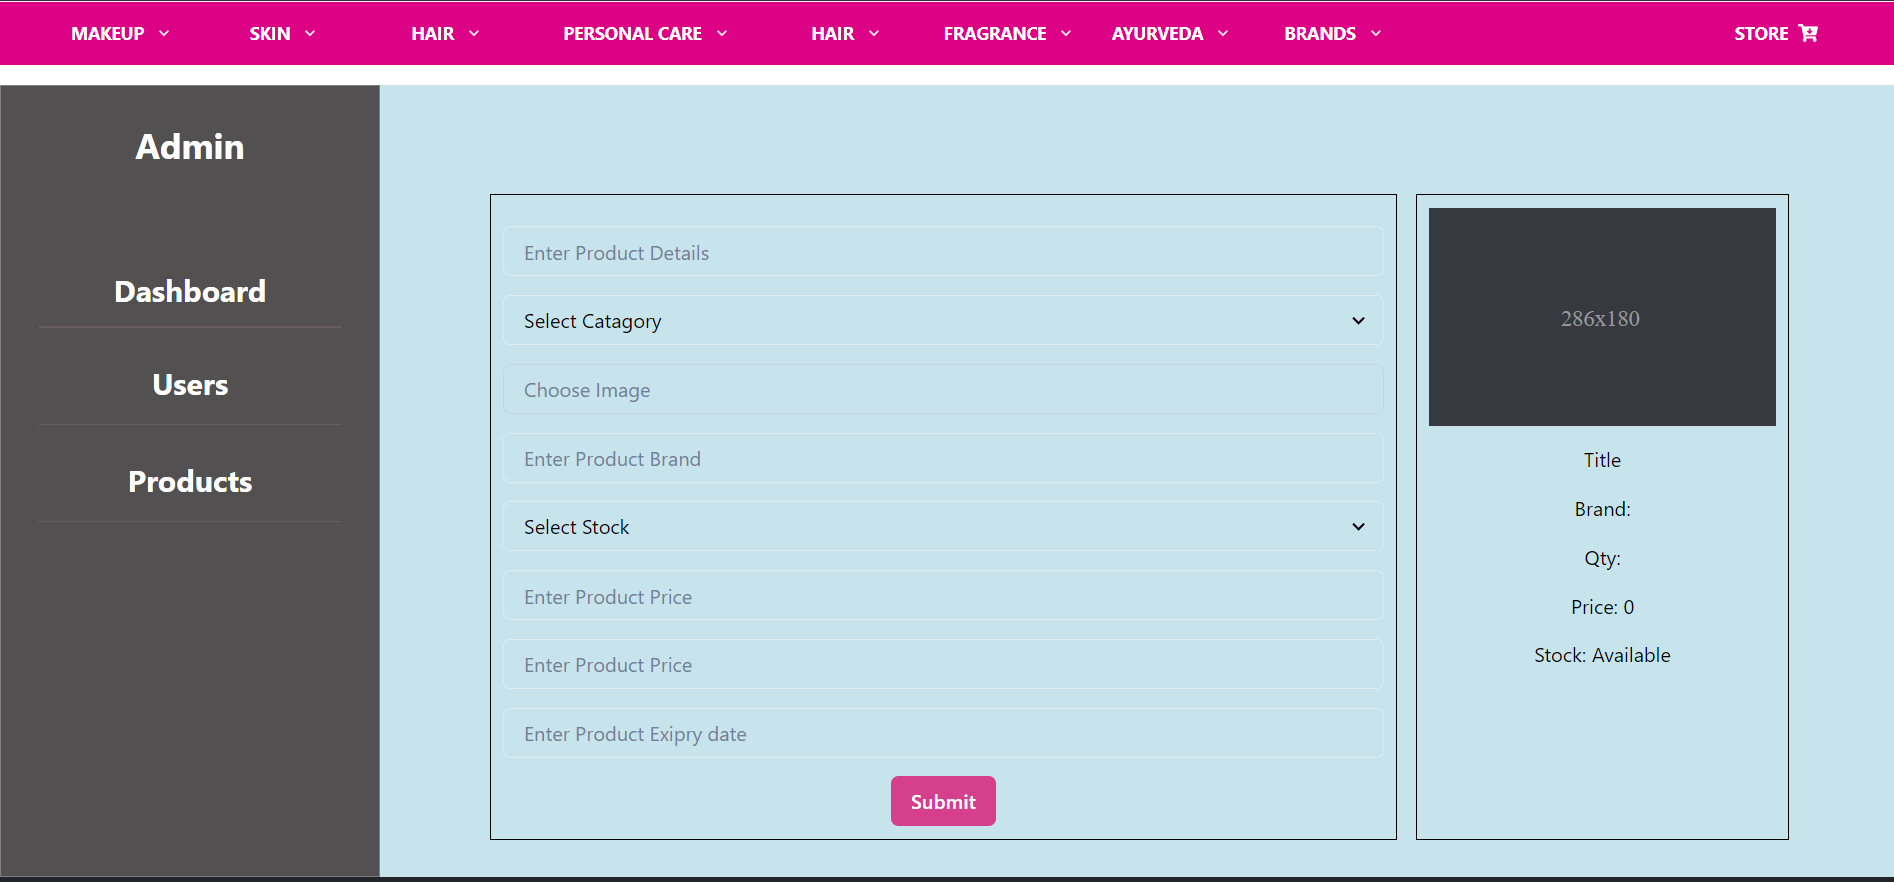 MAKEUP SKIN HAIR PERSONAL CARE HAIR FRAGRANCE AYURVEDA BRANDS STORE
Admin
Dashboard
Users
Products
Enter Product Details
Select Catagory
Choose Image
Enter Product Brand
Select Stock
Enter Product Price
Enter Product Price
Enter Product Exipry date
Submit
286x180
Title
Brand:
Qty:
Price: 0
Stock: Available